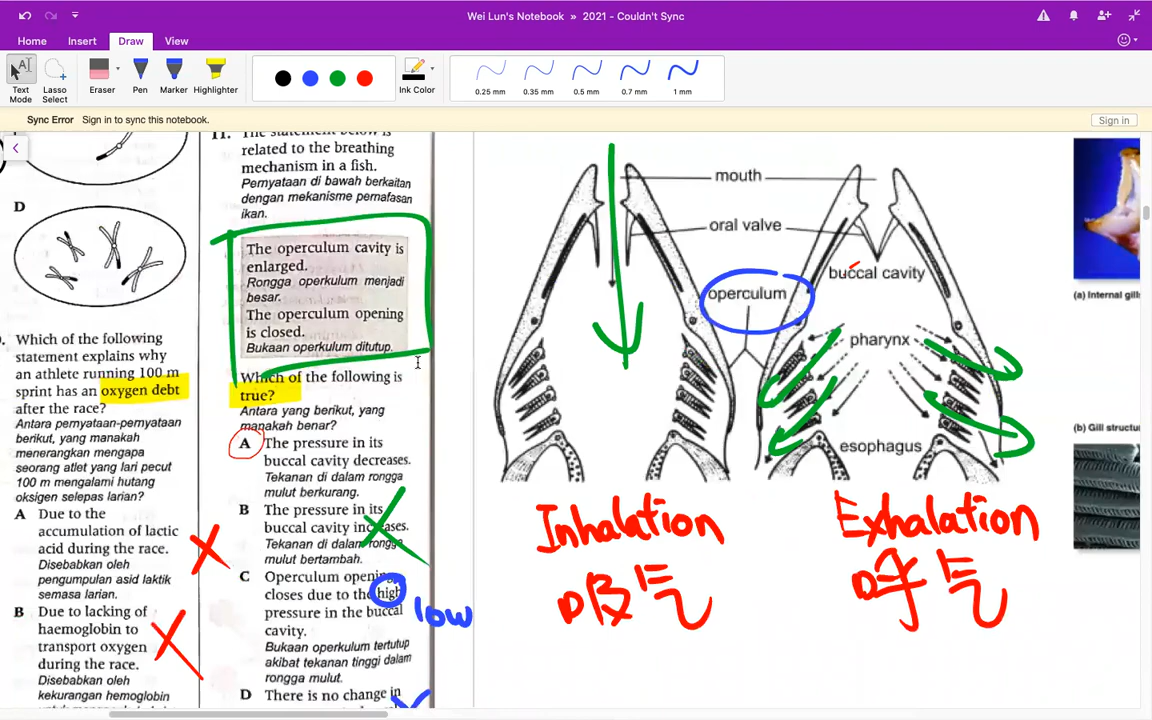 Wei Lun's Notebook » 2021 - Couldn't Sync
Home Insert Draw View
Text Mode
Lasso Select
Eraser
Pen
Marker
Highlighter
Ink Color
0.25 mm
0.35 mm
0.5 mm
0.7 mm
1 mm
Sync Error Sign in to sync this notebook.
Sign in
D
Which of the following
statement explains why
an athlete running 100 m
sprint has an oxygen debt
after the race?
Antara pernyataan-pernyataan
berikut, yang manakah
menerangkan mengapa
seorang atlet yang lari pecut
100 m mengalami hutang
oksigen selepas larian?
A Due to the
accumulation of lactic
acid during the race.
Disebabkan oleh
pengumpulan asid laktik
semasa larian.
B Due to lacking of
haemoglobin to
transport oxygen
during the race.
Disebabkan oleh
kekurangan hemoglobin
11. The statement below is
related to the breathing
mechanism in a fish.
Pernyataan di bawah berkaitan
dengan mekanisme pernafasan
ikan.
The operculum cavity is
enlarged.
Rongga operkulum menjadi
besar.
The operculum opening
is closed.
Bukaan operkulum ditutup.
Which of the following is
true?
Antara yang berikut, yang
manakah benar?
A The pressure in its
buccal cavity decreases.
Tekanan di dalam rongga
mulut berkurang.
B The pressure in its
buccal cavity increases.
Tekanan di dalam rongga
mulut bertambah.
C Operculum opening
closes due to the high
pressure in the buccal
cavity.
Bukaan operkulum tertutup
akibat tekanan tinggi dalam
rongga mulut.
low
D There is no change in
mouth
oral valve
buccal cavity
operculum
pharynx
esophagus
Inhalation
吸气
Exhalation
呼气
(a) Internal gill
(b) Gill structu